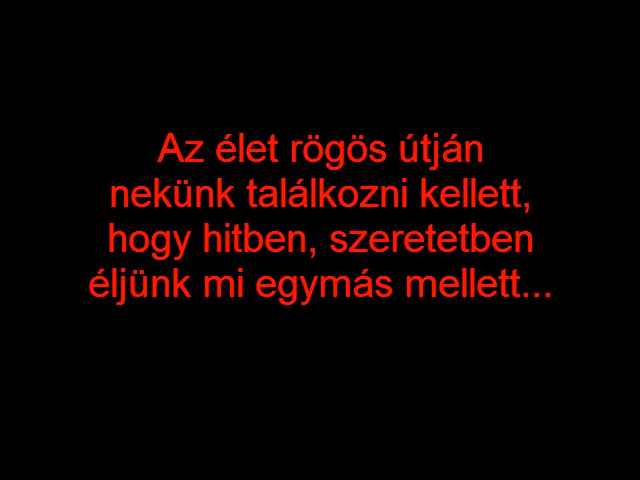 Az élet rögös útján
nekünk találkozni kellett,
hogy hitben, szeretetben
éljünk mi egymás mellett...